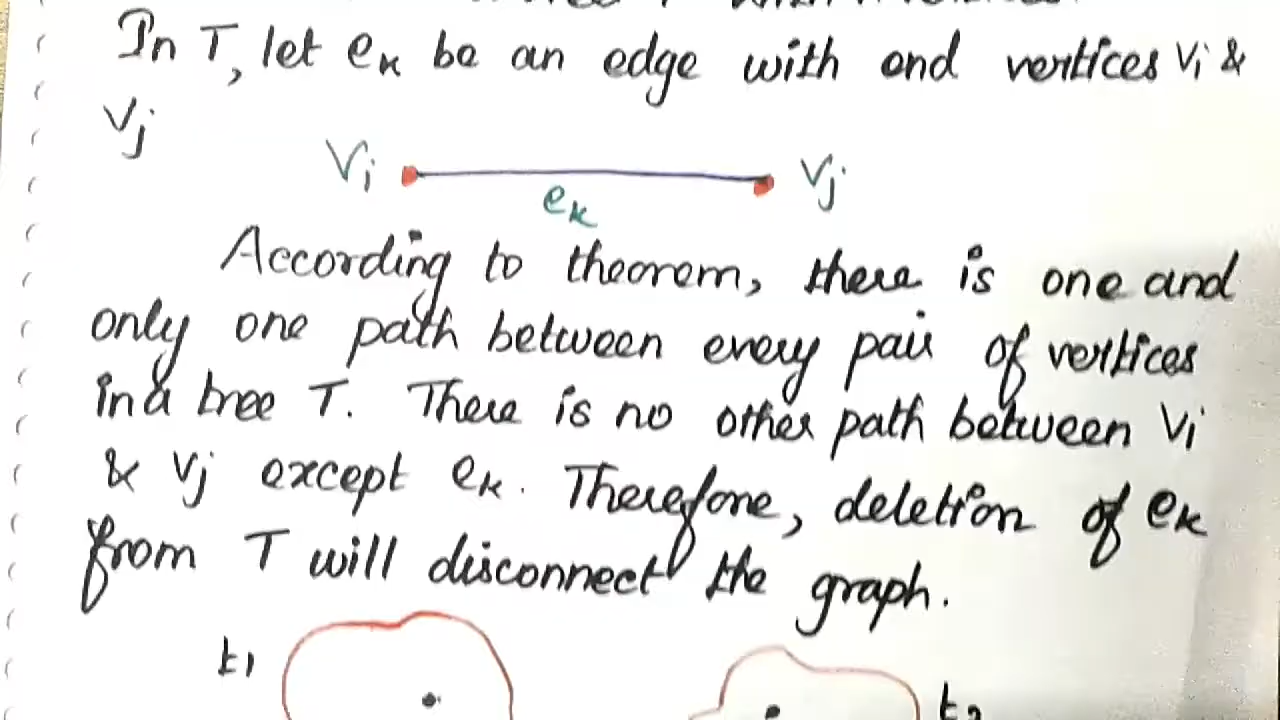 In T, let eₖ be an edge with end vertices Vi &
Vj
Vi Vj
eₖ
According to theorem, there is one and
only one path between every pair of vertices
in a tree T. There is no other path between Vi
& Vj except eₖ. Therefore, deletion of eₖ
from T will disconnect the graph.
t1
t2